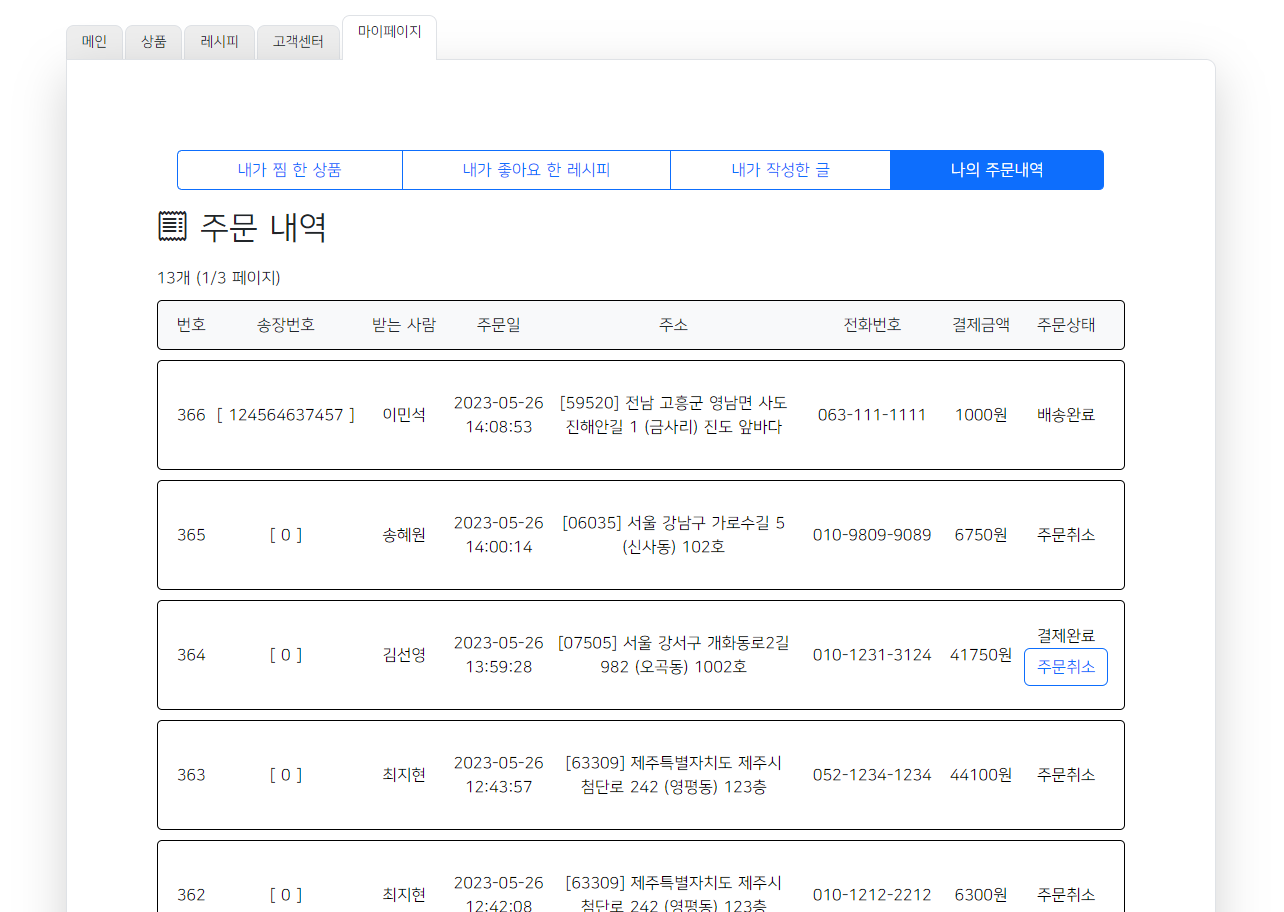 메인 상품 레시피 고객센터 마이페이지
내가 찜 한 상품 내가 좋아요 한 레시피 내가 작성한 글 나의 주문내역
주문 내역
13개 (1/3 페이지)
번호 송장번호 받는 사람 주문일 주소 전화번호 결제금액 주문상태
366 [ 124564637457 ] 이민석 2023-05-26 14:08:53 [59520] 전남 고흥군 영남면 사도진해안길 1 (금사리) 진도 앞바다 063-111-1111 1000원 배송완료
365 [ 0 ] 송혜원 2023-05-26 14:00:14 [06035] 서울 강남구 가로수길 5 (신사동) 102호 010-9809-9089 6750원 주문취소
364 [ 0 ] 김선영 2023-05-26 13:59:28 [07505] 서울 강서구 개화동로2길 982 (오곡동) 1002호 010-1231-3124 41750원 결제완료
주문취소
363 [ 0 ] 최지현 2023-05-26 12:43:57 [63309] 제주특별자치도 제주시 첨단로 242 (영평동) 123층 052-1234-1234 44100원 주문취소
362 [ 0 ] 최지현 2023-05-26 12:42:08 [63309] 제주특별자치도 제주시 첨단로 242 (영평동) 123층 010-1212-2212 6300원 주문취소